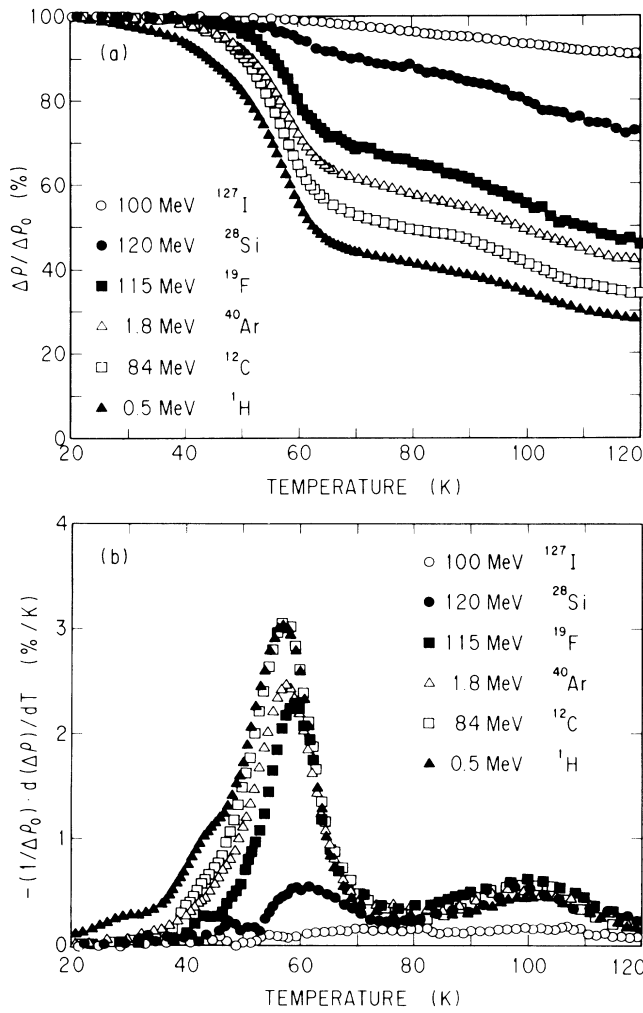 100
80
60
40
20
0
Δρ/Δρ₀ (%)
(a)
○ 100 MeV ¹²⁷I
● 120 MeV ²⁸Si
■ 115 MeV ¹⁹F
△ 1.8 MeV ⁴⁰Ar
□ 84 MeV ¹²C
▲ 0.5 MeV ¹H
20 40 60 80 100 120
TEMPERATURE (K)
4
3
2
1
0
-(1/Δρ₀)·d(Δρ)/dT (%/K)
(b)
○ 100 MeV ¹²⁷I
● 120 MeV ²⁸Si
■ 115 MeV ¹⁹F
△ 1.8 MeV ⁴⁰Ar
□ 84 MeV ¹²C
▲ 0.5 MeV ¹H
20 40 60 80 100 120
TEMPERATURE (K)